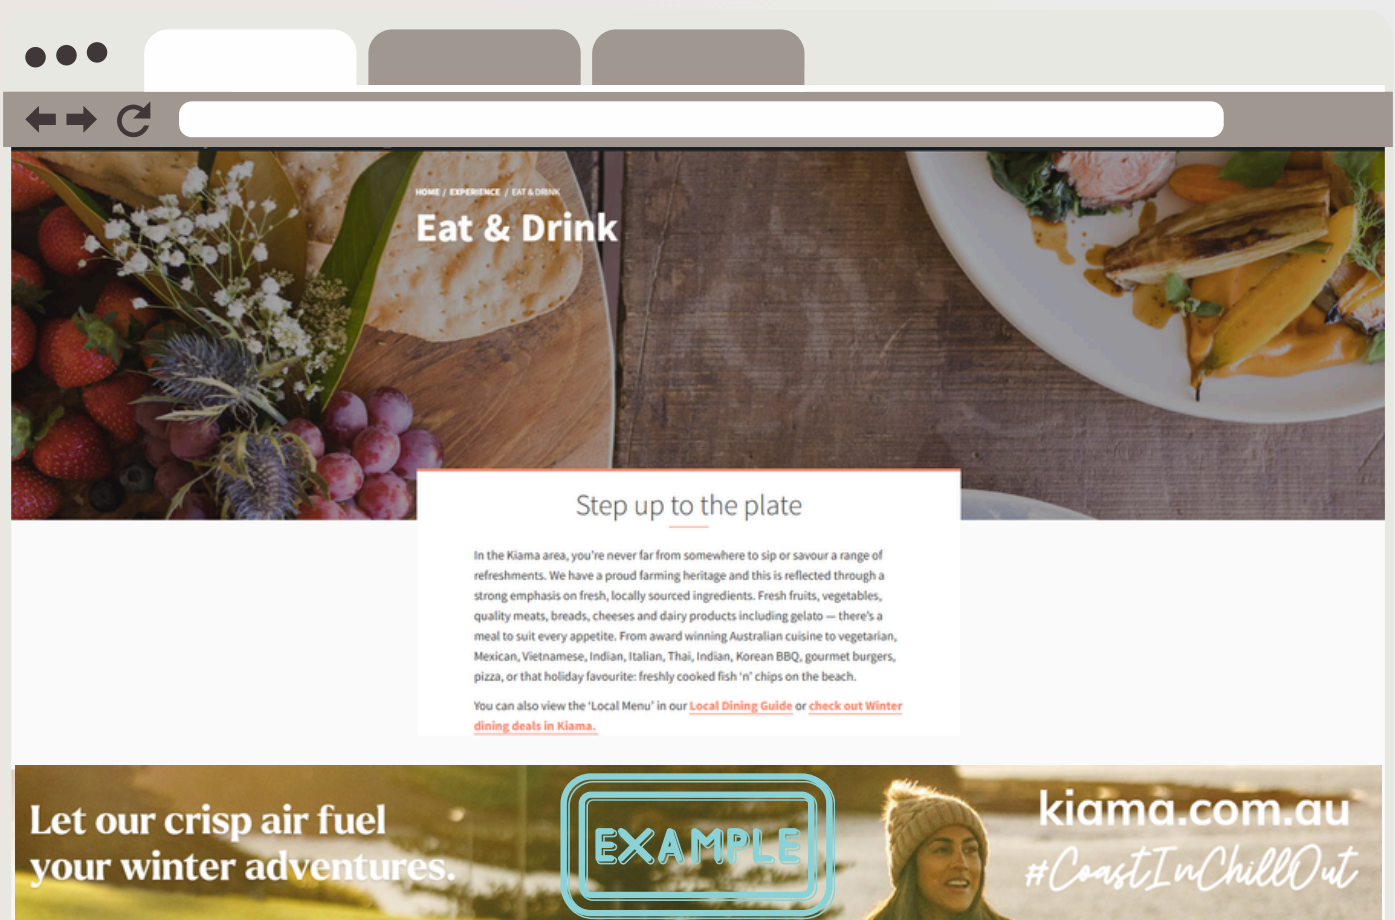 HOME / EXPERIENCE / EAT & DRINK
Eat & Drink
Step up to the plate
In the Kiama area, you're never far from somewhere to sip or savour a range of
refreshments. We have a proud farming heritage and this is reflected through a
strong emphasis on fresh, locally sourced ingredients. Fresh fruits, vegetables,
quality meats, breads, cheeses and dairy products including gelato — there's a
meal to suit every appetite. From award winning Australian cuisine to vegetarian,
Mexican, Vietnamese, Indian, Italian, Thai, Indian, Korean BBQ, gourmet burgers,
pizza, or that holiday favourite: freshly cooked fish 'n' chips on the beach.
You can also view the 'Local Menu' in our Local Dining Guide or check out Winter
dining deals in Kiama.
Let our crisp air fuel
your winter adventures.
EXAMPLE
kiama.com.au
#CoastInChillOut